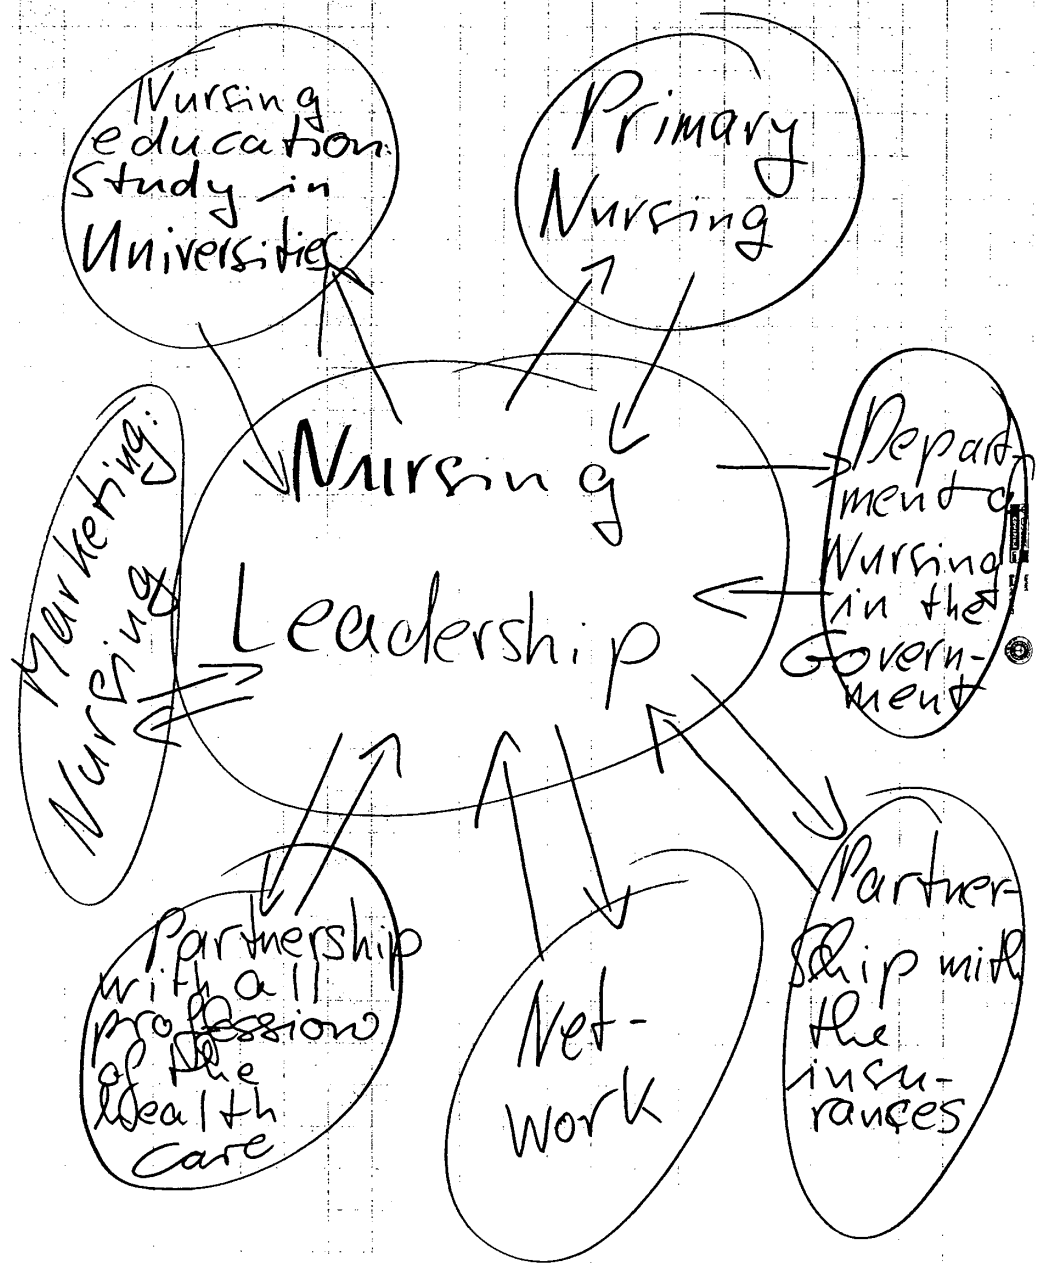 Nursing
education:
Study in
Universities
Primary
Nursing
Nursing
Leadership
Depart-
ment a
Nursing
in the
Govern-
ment
Marketing:
Nursing
Partnership
with all
profession
of the
Health
care
Net-
work
Partner-
Ship with
the
insu-
rances